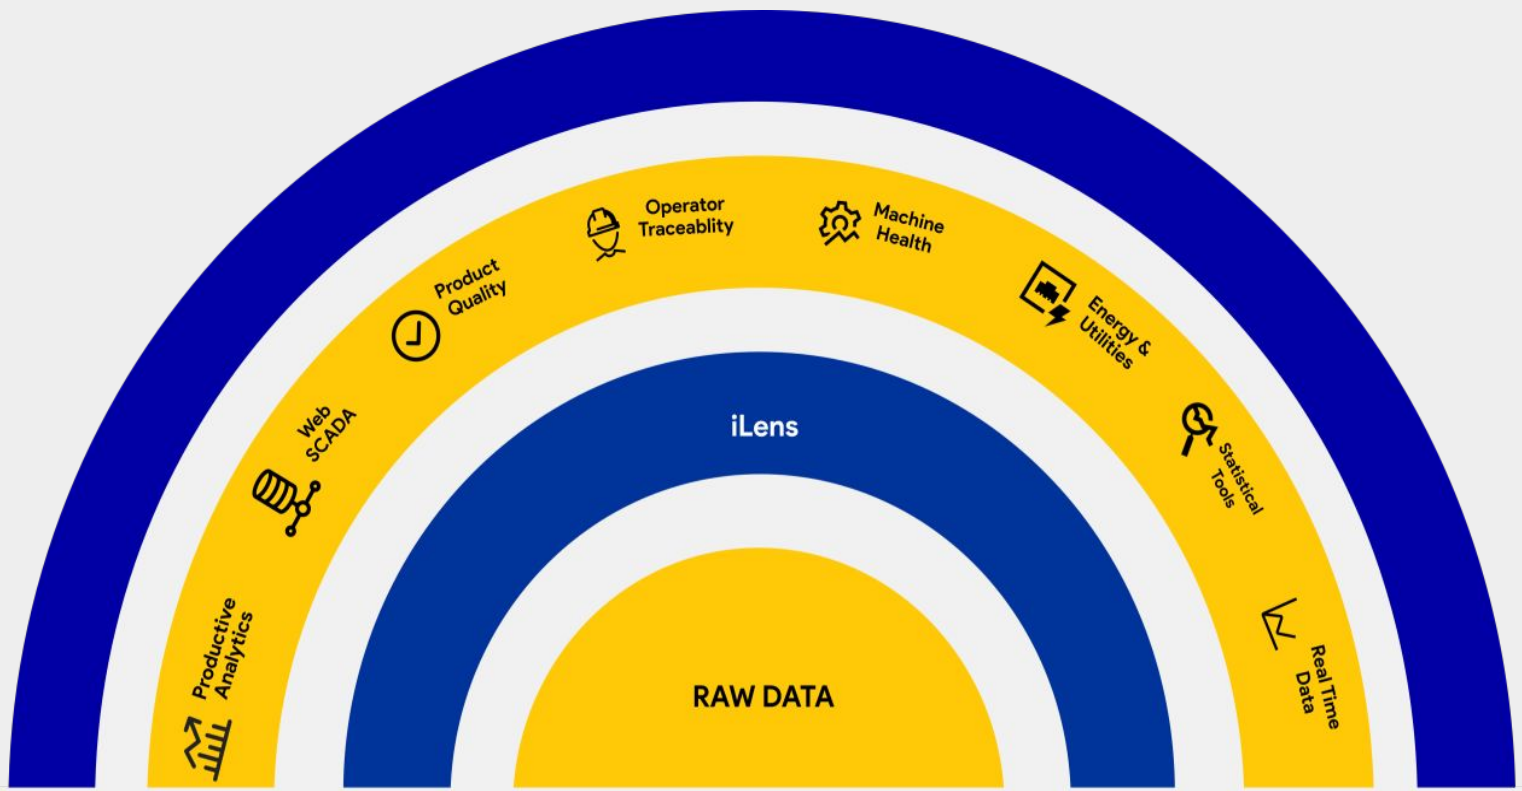 Productive
Analytics
Web
SCADA
Product
Quality
Operator
Traceablity
Machine
Health
Energy &
Utilities
Statistical
Tools
Real Time
Data
iLens
RAW DATA